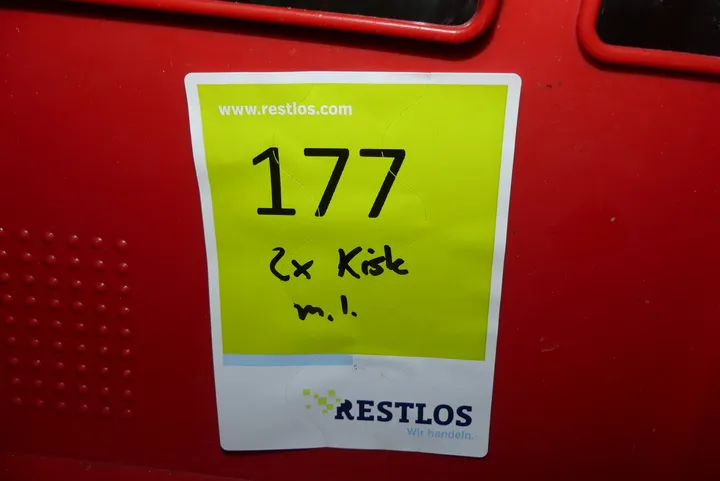 www.restlos.com
177
2x Kiste
m.I.
RESTLOS
Wir handeln.